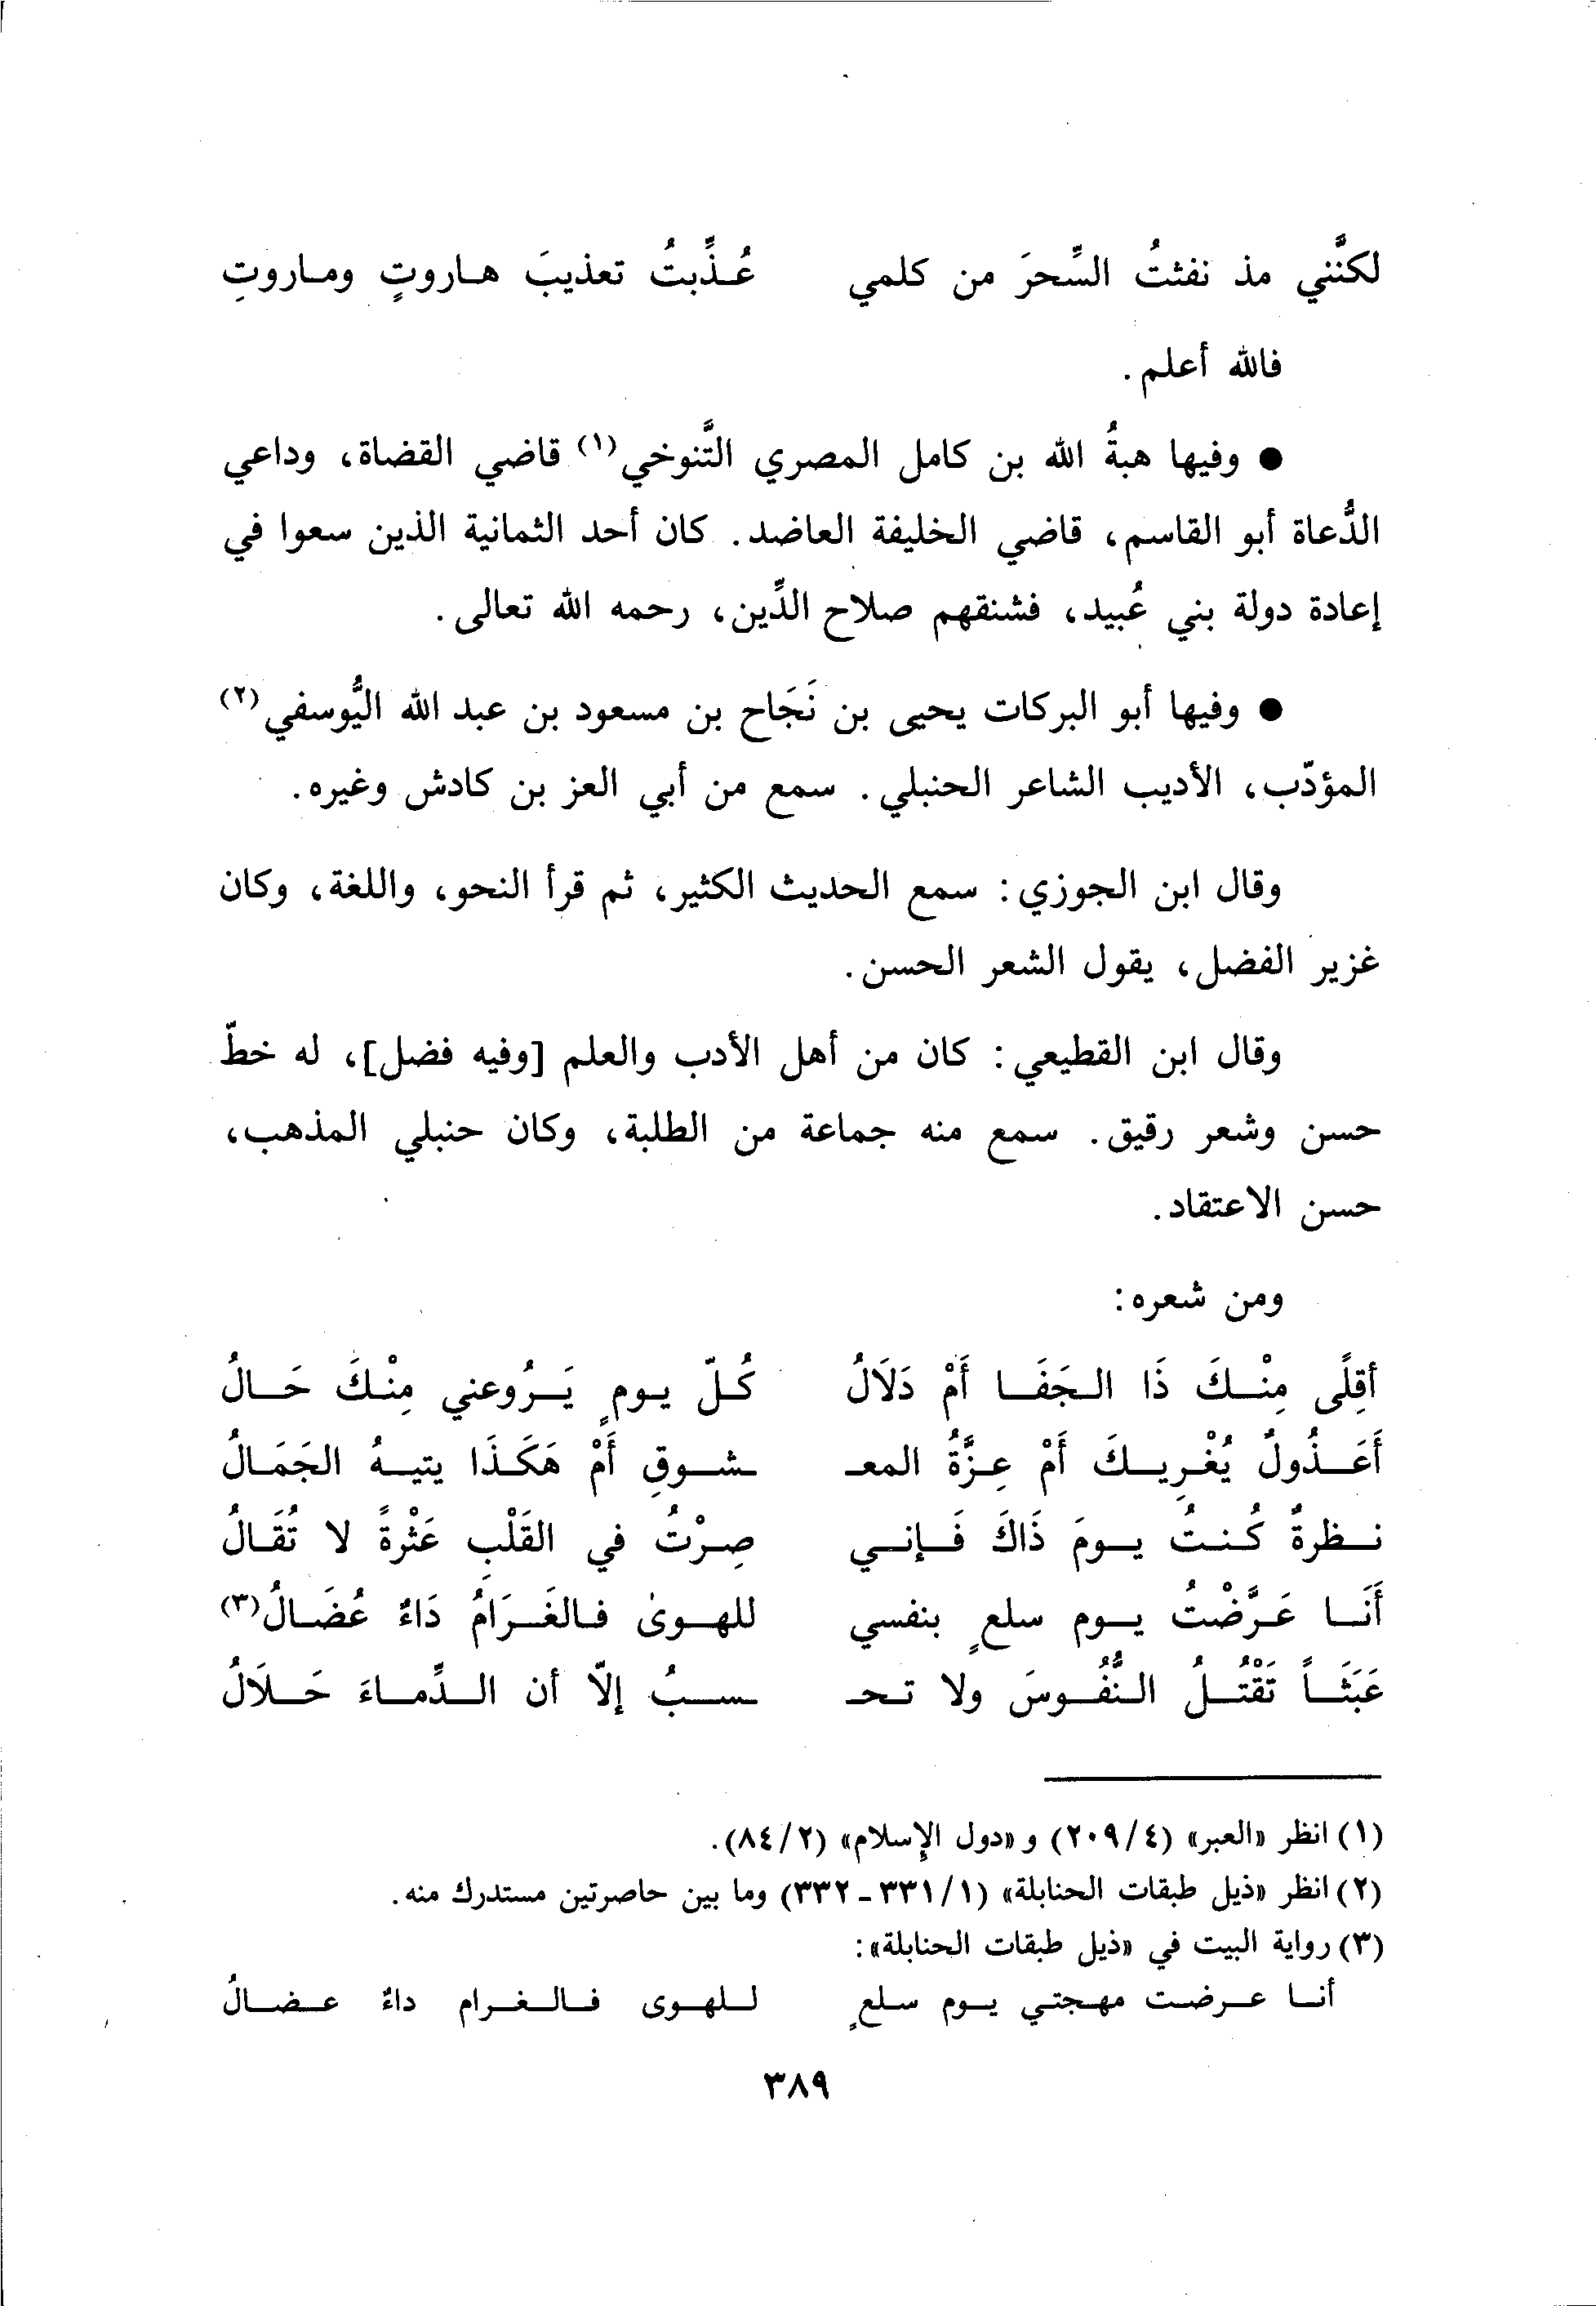 لكنَّني مذ نفثتُ السِّحرَ من كلمي عُـذِّبتُ تعذيبَ هـاروتٍ ومـاروتِ
فالله أعلم.
● وفيها هبةُ الله بن كامل المصري التَّنوخي(١) قاضي القضاة، وداعي
الدُّعاة أبو القاسم، قاضي الخليفة العاضد. كان أحد الثمانية الذين سعوا في
إعادة دولة بني عُبيد، فشنقهم صلاح الدِّين، رحمه الله تعالى.
● وفيها أبو البركات يحيى بن نَجَاح بن مسعود بن عبد الله اليُّوسفي(٢)
المؤدّب، الأديب الشاعر الحنبلي. سمع من أبي العز بن كادش وغيره.
وقال ابن الجوزي: سمع الحديث الكثير، ثم قرأ النحو، واللغة، وكان
غزير الفضل، يقول الشعر الحسن.
وقال ابن القطيعي: كان من أهل الأدب والعلم [وفيه فضل]، له خطّ
حسن وشعر رقيق. سمع منه جماعة من الطلبة، وكان حنبلي المذهب،
حسن الاعتقاد.
ومن شعره:
أقِلًى مِنْـكَ ذَا الـجَفَـا أَمْ دَلَالُ كُـلّ يـومٍ يَـرُوعني مِنْـكَ حَـالُ
أَعَـذُولٌ يُغْـرِيـكَ أَمْ عِـزَّةُ المعـ ـشـوقِ أَمْ هَكَـذَا يتيـهُ الجَمَـالُ
نـظرةٌ كُـنـتُ يـومَ ذَاكَ فَـإنـي صِـرْتُ في القَلْبِ عَثْرةً لا تُقَـالُ
أَنَـا عَـرَّضْتُ يـوم سلعٍ بنفسي للهـوىٰ فـالغَـرَامُ دَاءٌ عُضَـالُ(٣)
عَبَثَـاً تَقْتُـلُ الـنُّفُـوسَ ولا تـحـ ـسـبُ إلاّ أن الـدِّمـاءَ حَـلَالُ
(١) انظر «العبر» (٤/٢٠٩) و«دول الإسلام» (٢/٨٤).
(٢) انظر «ذيل طبقات الحنابلة» (١/٣٣١ - ٣٣٢) وما بين حاصرتين مستدرك منه.
(٣) رواية البيت في «ذيل طبقات الحنابلة»:
أنـا عـرضـت مهـجتـي يـوم سـلعٍ لـلهـوى فـالـغـرام داءٌ عـضـالُ
٣٨٩